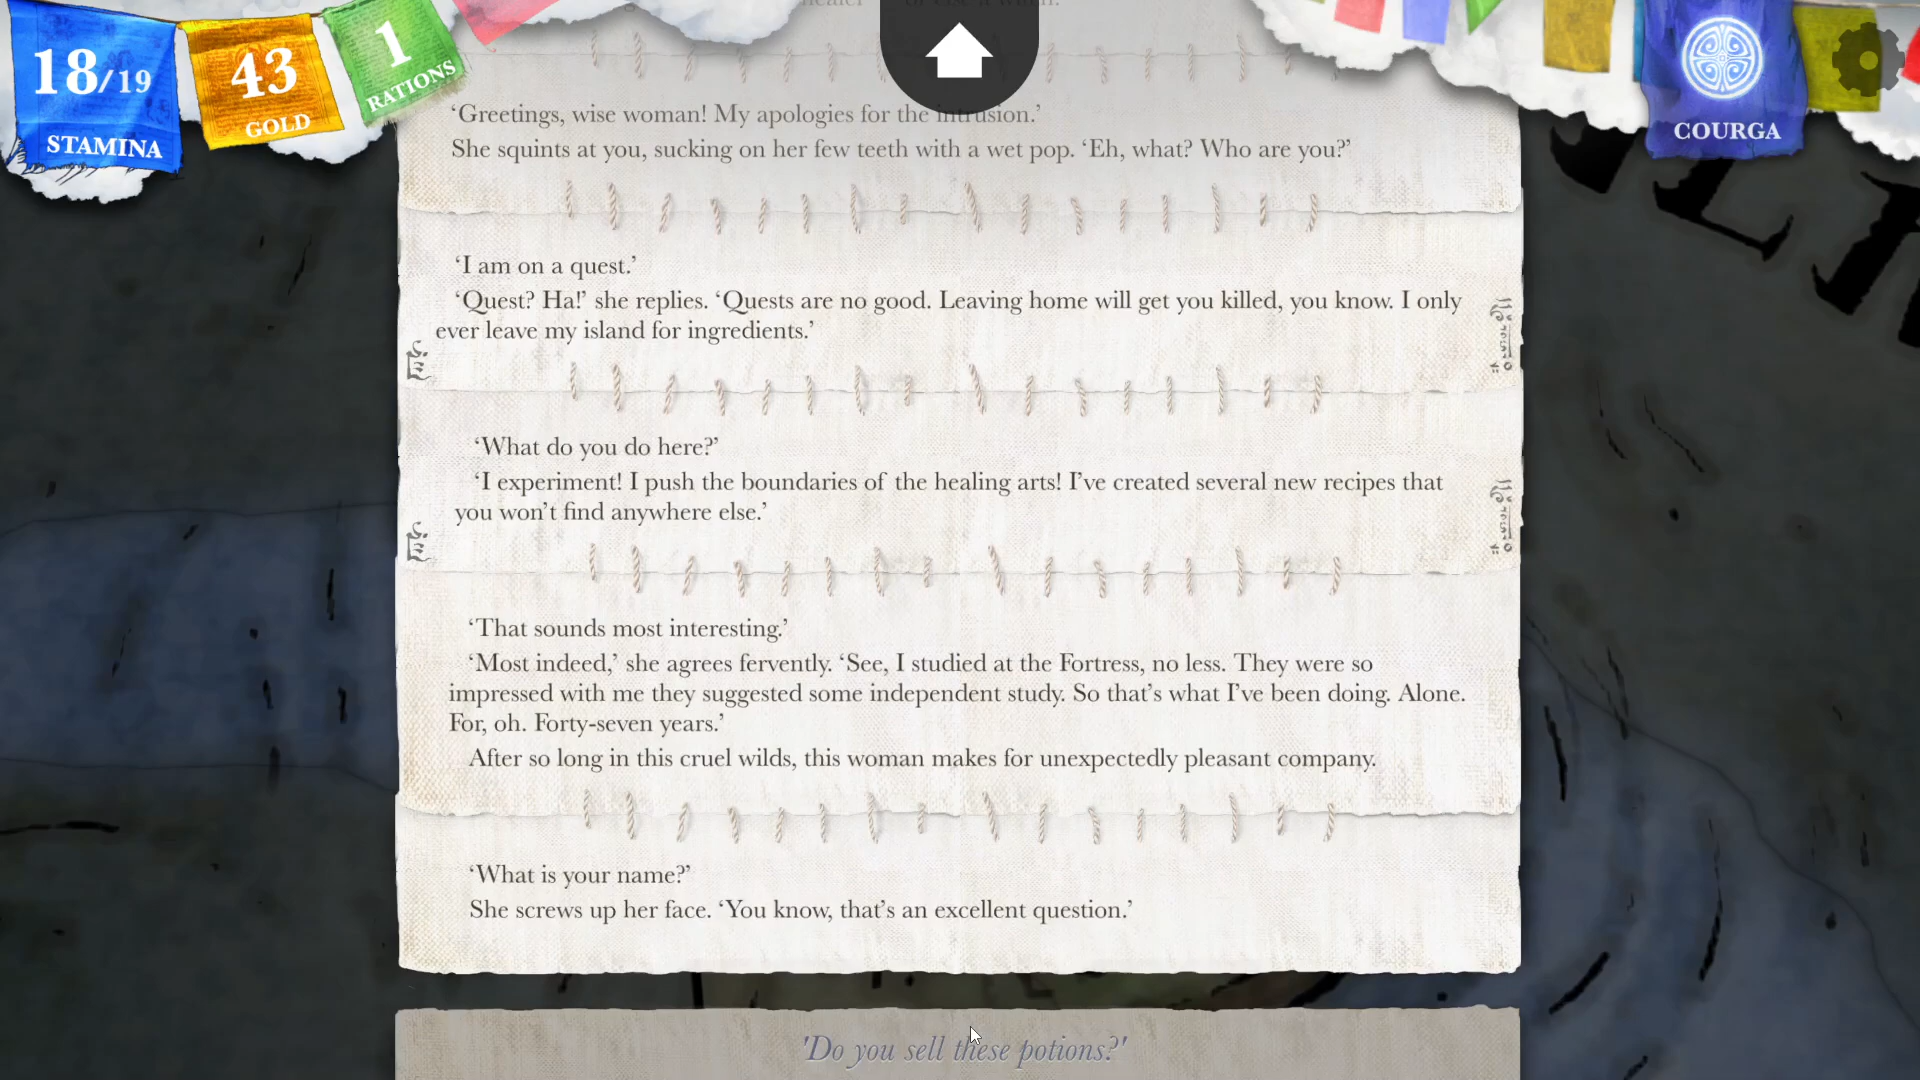 18/19
STAMINA
43
GOLD
1
RATIONS
COURGA
‘Greetings, wise woman! My apologies for the intrusion.’
She squints at you, sucking on her few teeth with a wet pop. ‘Eh, what? Who are you?’
‘I am on a quest.’
‘Quest? Ha!’ she replies. ‘Quests are no good. Leaving home will get you killed, you know. I only
ever leave my island for ingredients.’
‘What do you do here?’
‘I experiment! I push the boundaries of the healing arts! I’ve created several new recipes that
you won’t find anywhere else.’
‘That sounds most interesting.’
‘Most indeed,’ she agrees fervently. ‘See, I studied at the Fortress, no less. They were so
impressed with me they suggested some independent study. So that’s what I’ve been doing. Alone.
For, oh. Forty-seven years.’
After so long in this cruel wilds, this woman makes for unexpectedly pleasant company.
‘What is your name?’
She screws up her face. ‘You know, that’s an excellent question.’
'Do you sell these potions?'